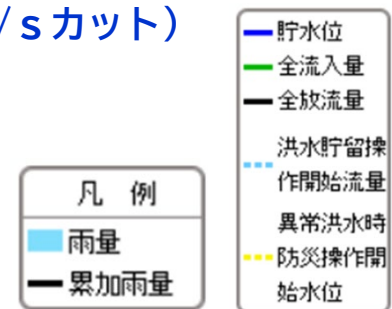 /ｓカット）
貯水位
全流入量
全放流量
洪水貯留操
作開始流量
異常洪水時
防災操作開
始水位
凡 例
雨量
累加雨量